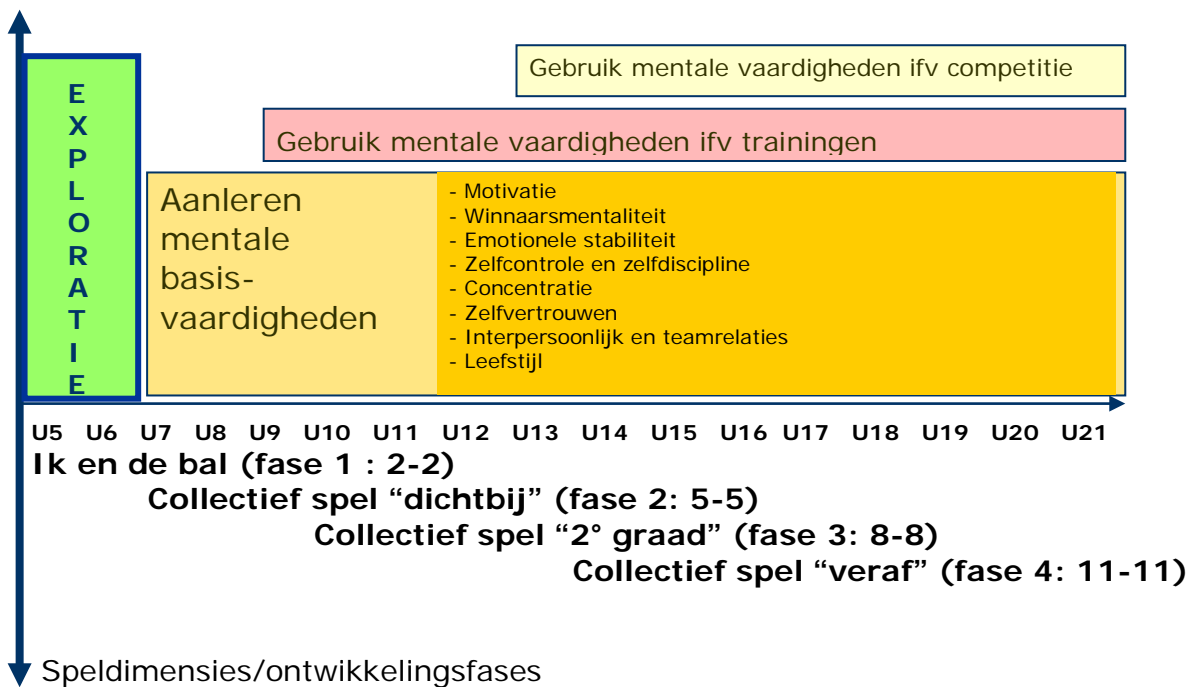 EXPLORATIE
Gebruik mentale vaardigheden ifv competitie
Gebruik mentale vaardigheden ifv trainingen
Aanleren
mentale
basis-
vaardigheden
- Motivatie
- Winnaarsmentaliteit
- Emotionele stabiliteit
- Zelfcontrole en zelfdiscipline
- Concentratie
- Zelfvertrouwen
- Interpersoonlijk en teamrelaties
- Leefstijl
U5 U6 U7 U8 U9 U10 U11 U12 U13 U14 U15 U16 U17 U18 U19 U20 U21
Ik en de bal (fase 1 : 2-2)
Collectief spel “dichtbij” (fase 2: 5-5)
Collectief spel “2° graad” (fase 3: 8-8)
Collectief spel “veraf” (fase 4: 11-11)
Speldimensies/ontwikkelingsfases